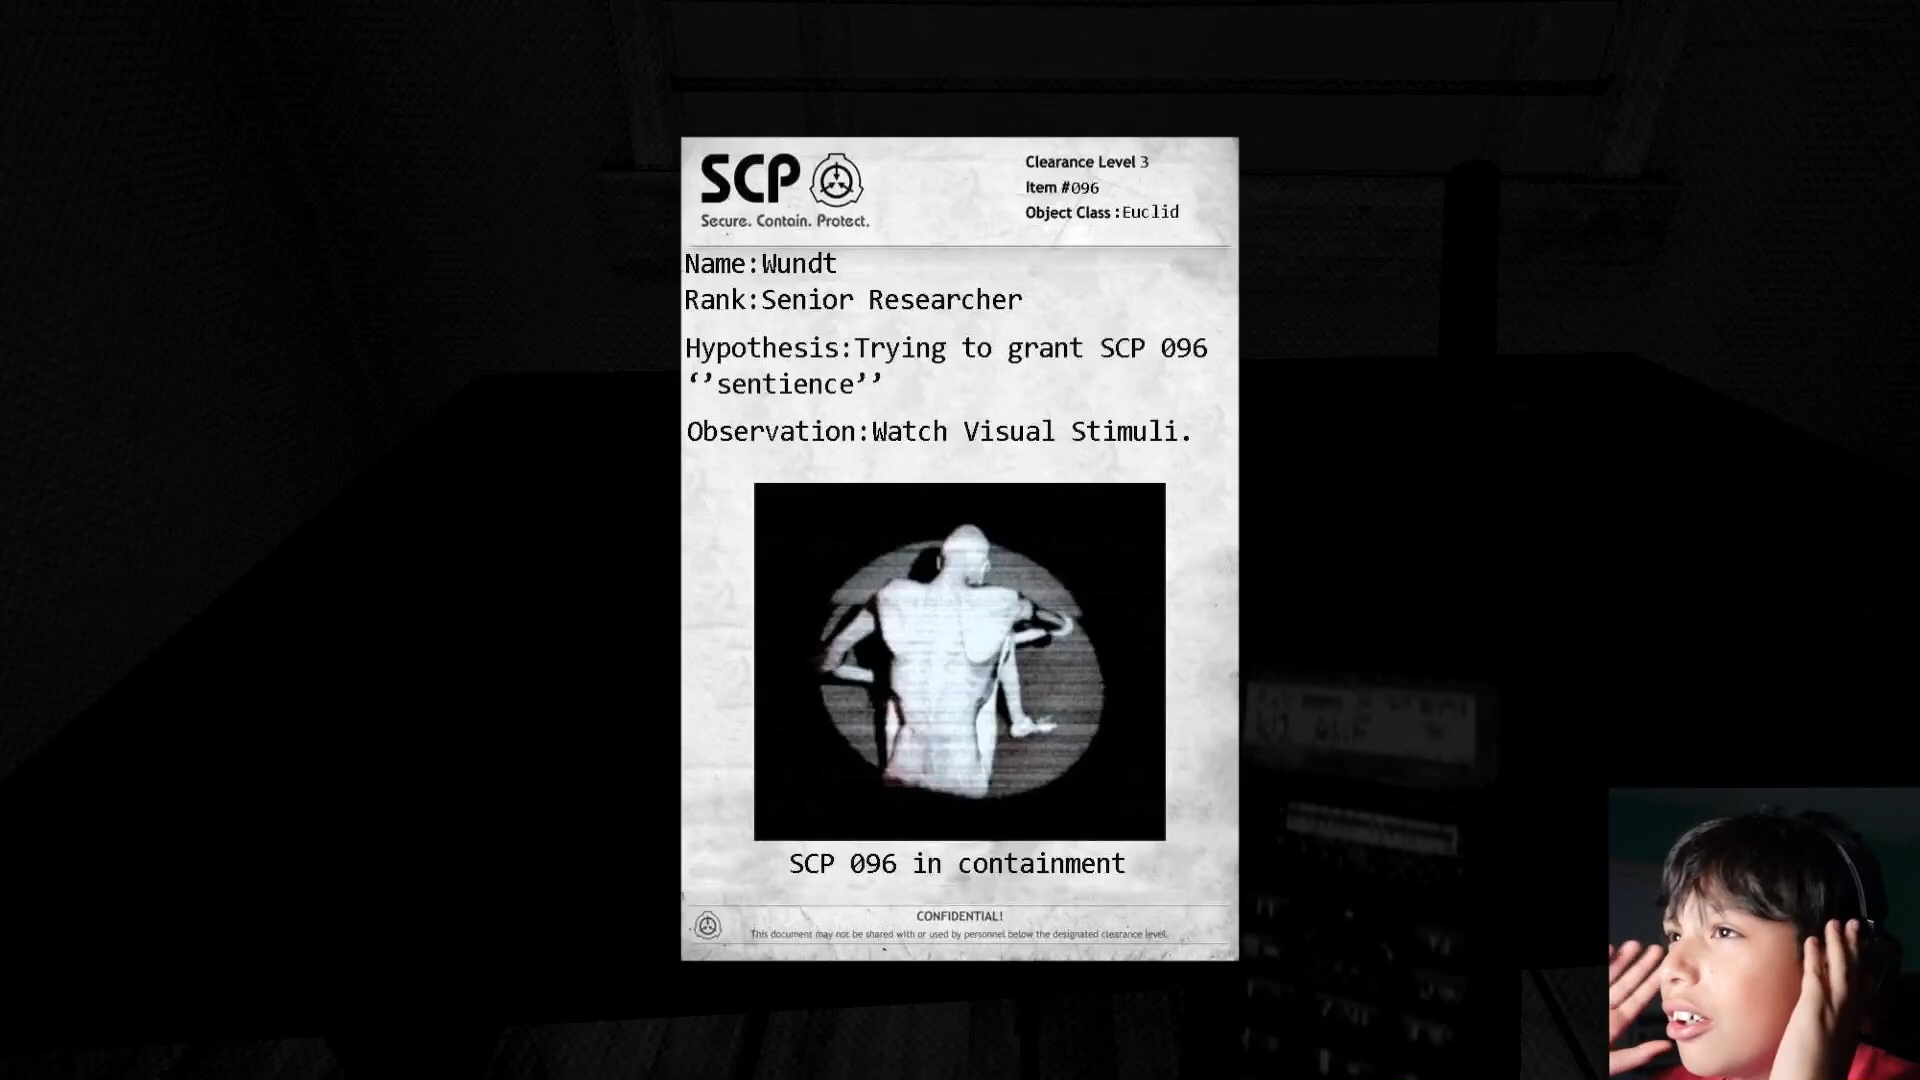 SCP
Secure. Contain. Protect.
Clearance Level 3
Item #096
Object Class :Euclid
Name:Wundt
Rank:Senior Researcher
Hypothesis:Trying to grant SCP 096
‘’sentience’’
Observation:Watch Visual Stimuli.
SCP 096 in containment
CONFIDENTIAL!
This document may not be shared with or used by personnel below the designated clearance level.